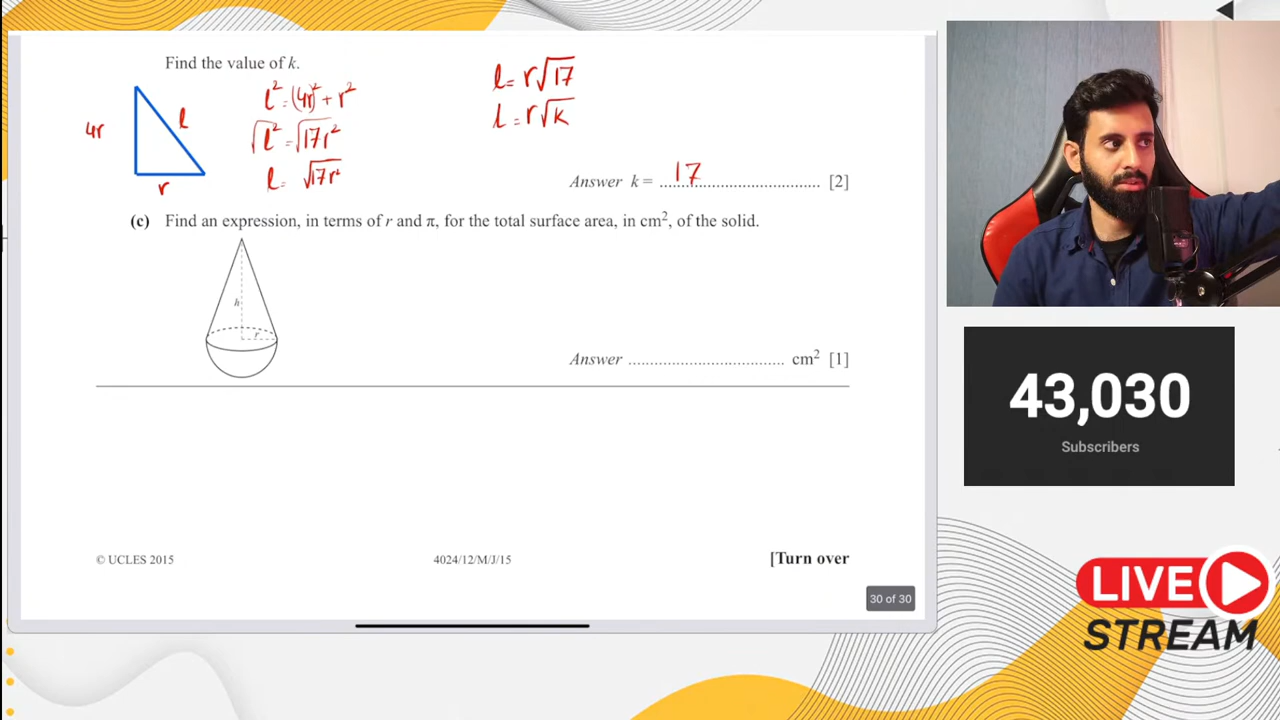 Find the value of k.
4r
l
r
l² = (4r)² + r²
√l² = √17r²
l = √17r²
l = r√17
l = r√k
Answer k = 17 [2]
(c) Find an expression, in terms of r and π, for the total surface area, in cm², of the solid.
h
r
Answer ....................................... cm² [1]
© UCLES 2015
4024/12/M/J/15
[Turn over
30 of 30
43,030
Subscribers
LIVE
STREAM